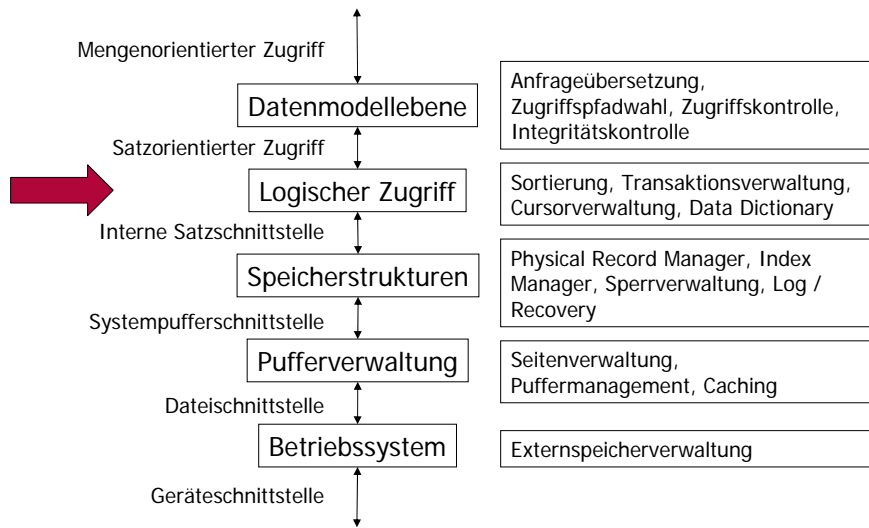 Mengenorientierter Zugriff
Datenmodellebene
Anfrageübersetzung,
Zugriffspfadwahl, Zugriffskontrolle,
Integritätskontrolle
Satzorientierter Zugriff
Logischer Zugriff
Sortierung, Transaktionsverwaltung,
Cursorverwaltung, Data Dictionary
Interne Satzschnittstelle
Speicherstrukturen
Physical Record Manager, Index
Manager, Sperrverwaltung, Log /
Recovery
Systempufferschnittstelle
Pufferverwaltung
Seitenverwaltung,
Puffermanagement, Caching
Dateischnittstelle
Betriebssystem
Externspeicherverwaltung
Geräteschnittstelle